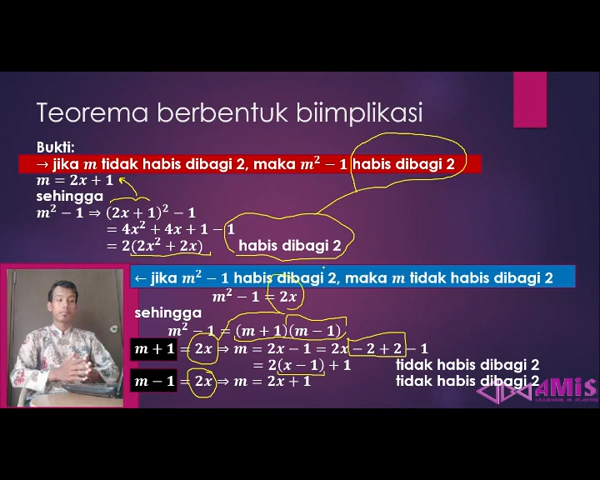 Teorema berbentuk biimplikasi
Bukti:
→ jika m tidak habis dibagi 2, maka m² − 1 habis dibagi 2
m = 2x + 1
sehingga
m² − 1 ⇒ (2x + 1)² − 1
= 4x² + 4x + 1 − 1
= 2(2x² + 2x) habis dibagi 2
← jika m² − 1 habis dibagi 2, maka m tidak habis dibagi 2
m² − 1 = 2x
sehingga
m² − 1 = (m + 1)(m − 1)
m + 1 = 2x ⇒ m = 2x − 1 = 2x − 2 + 2 − 1
= 2(x − 1) + 1 tidak habis dibagi 2
m − 1 = 2x ⇒ m = 2x + 1 tidak habis dibagi 2
AMiS